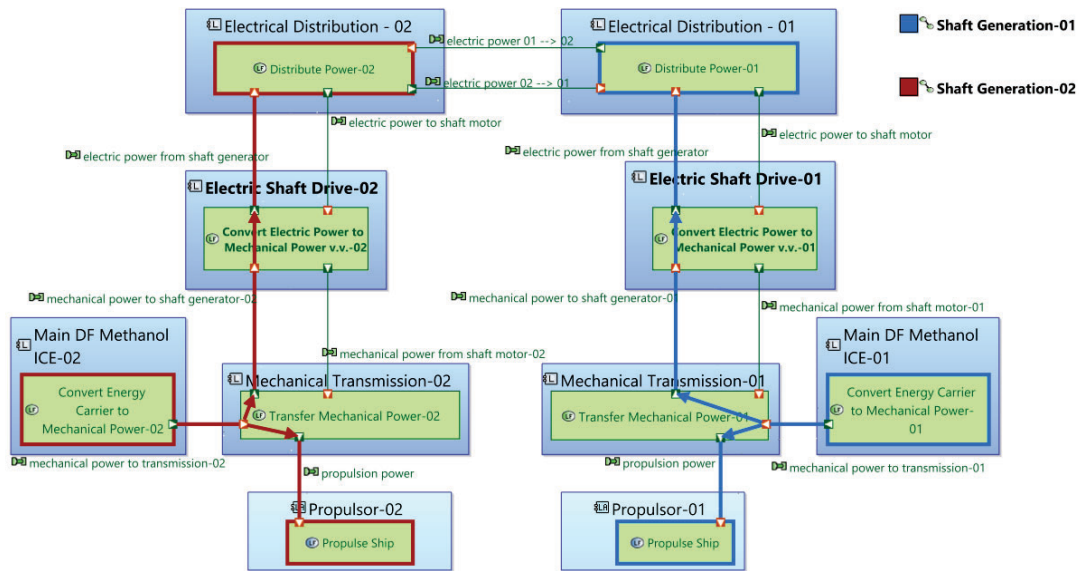 Electrical Distribution - 02
Distribute Power-02
electric power 01 --> 02
electric power 02 --> 01
Electrical Distribution - 01
Distribute Power-01
Shaft Generation-01
Shaft Generation-02
electric power to shaft motor
electric power from shaft generator
electric power to shaft motor
electric power from shaft generator
Electric Shaft Drive-02
Convert Electric Power to
Mechanical Power v.v.-02
Electric Shaft Drive-01
Convert Electric Power to
Mechanical Power v.v.-01
mechanical power to shaft generator-02
mechanical power to shaft generator-01
mechanical power from shaft motor-01
mechanical power from shaft motor-02
Main DF Methanol
ICE-02
Convert Energy
Carrier to
Mechanical Power-02
Mechanical Transmission-02
Transfer Mechanical Power-02
Mechanical Transmission-01
Transfer Mechanical Power-01
Main DF Methanol
ICE-01
Convert Energy Carrier
to Mechanical Power-
01
mechanical power to transmission-02
propulsion power
propulsion power
mechanical power to transmission-01
Propulsor-02
Propulse Ship
Propulsor-01
Propulse Ship